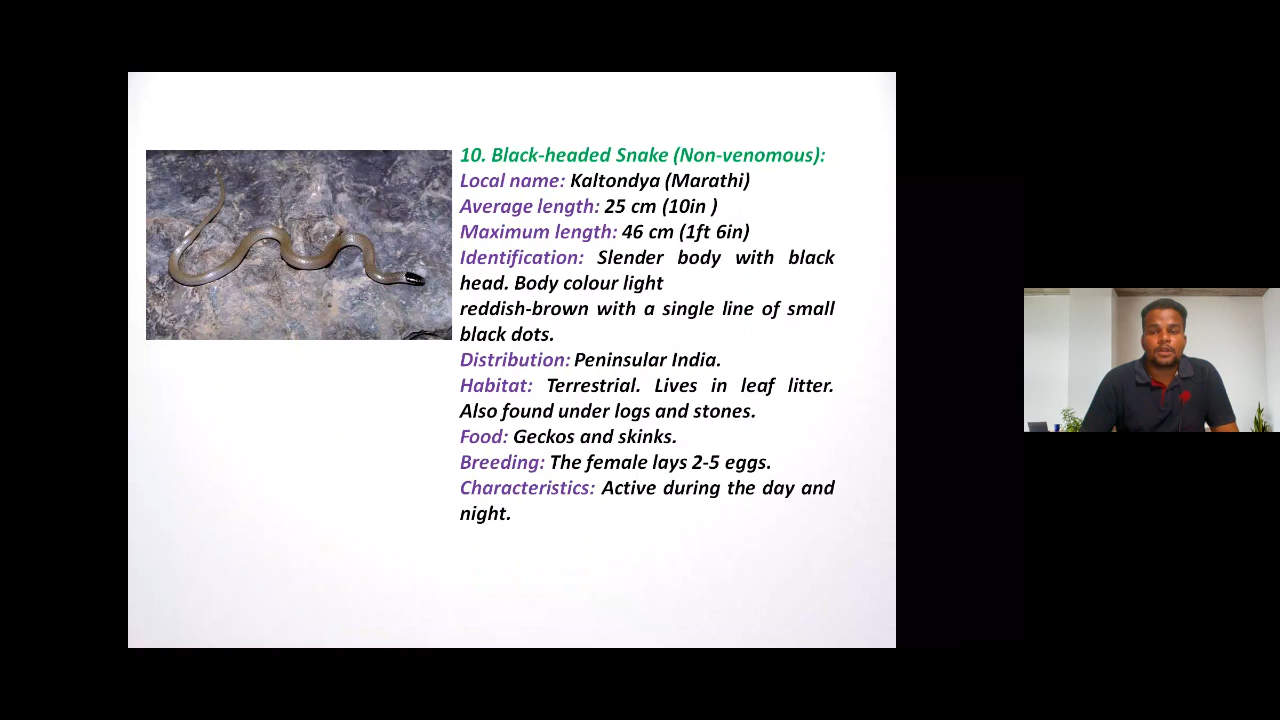 10. Black-headed Snake (Non-venomous):
Local name: Kaltondya (Marathi)
Average length: 25 cm (10in )
Maximum length: 46 cm (1ft 6in)
Identification: Slender body with black
head. Body colour light
reddish-brown with a single line of small
black dots.
Distribution: Peninsular India.
Habitat: Terrestrial. Lives in leaf litter.
Also found under logs and stones.
Food: Geckos and skinks.
Breeding: The female lays 2-5 eggs.
Characteristics: Active during the day and
night.